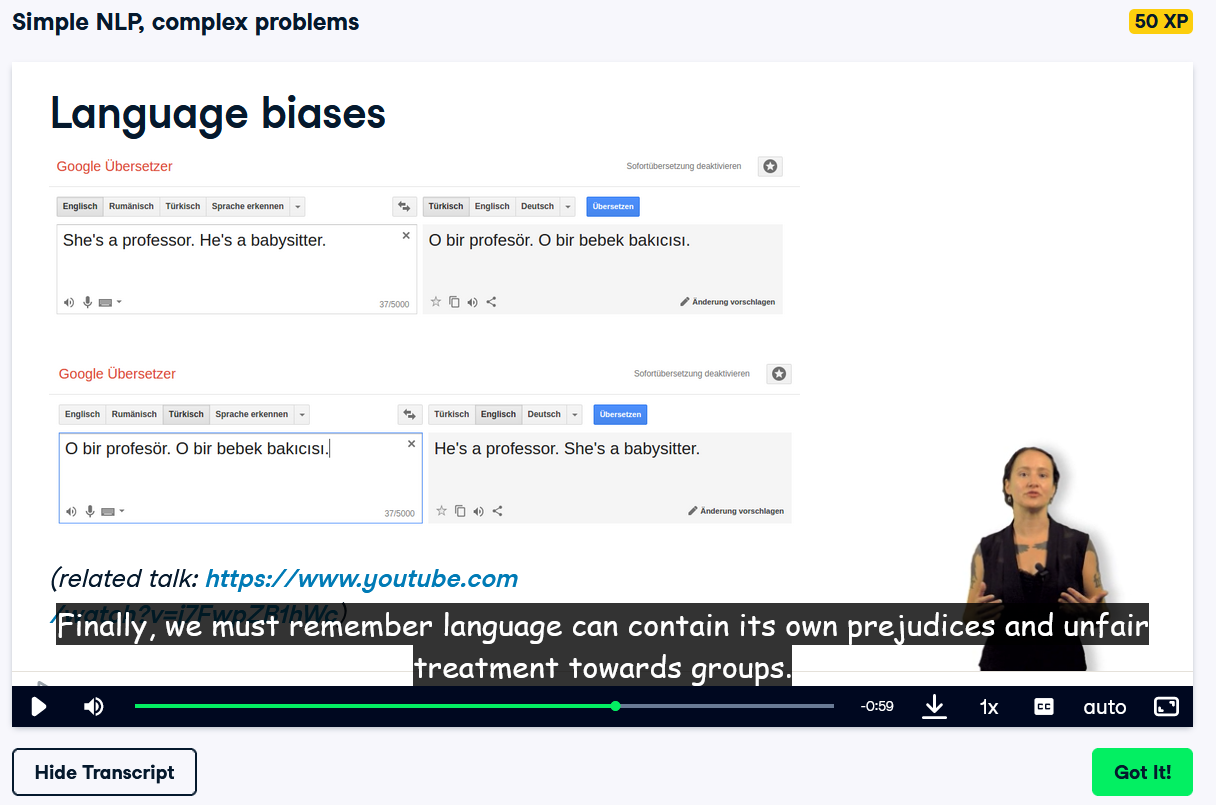 Simple NLP, complex problems
50 XP
Language biases
Google Übersetzer
Sofortübersetzung deaktivieren
Englisch Rumänisch Türkisch Sprache erkennen
Türkisch Englisch Deutsch Übersetzen
She's a professor. He's a babysitter.
O bir profesör. O bir bebek bakıcısı.
37/5000
Änderung vorschlagen
Google Übersetzer
Sofortübersetzung deaktivieren
Englisch Rumänisch Türkisch Sprache erkennen
Türkisch Englisch Deutsch Übersetzen
O bir profesör. O bir bebek bakıcısı.
He's a professor. She's a babysitter.
37/5000
Änderung vorschlagen
(related talk: https://www.youtube.com
Finally, we must remember language can contain its own prejudices and unfair
treatment towards groups.
-0:59
1x
CC
auto
Hide Transcript
Got It!